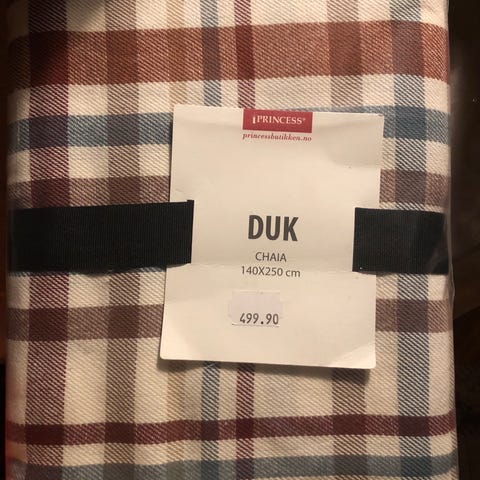 PRINCESS®
princessbutikken.no
DUK
CHAIA
140X250 cm
499.90